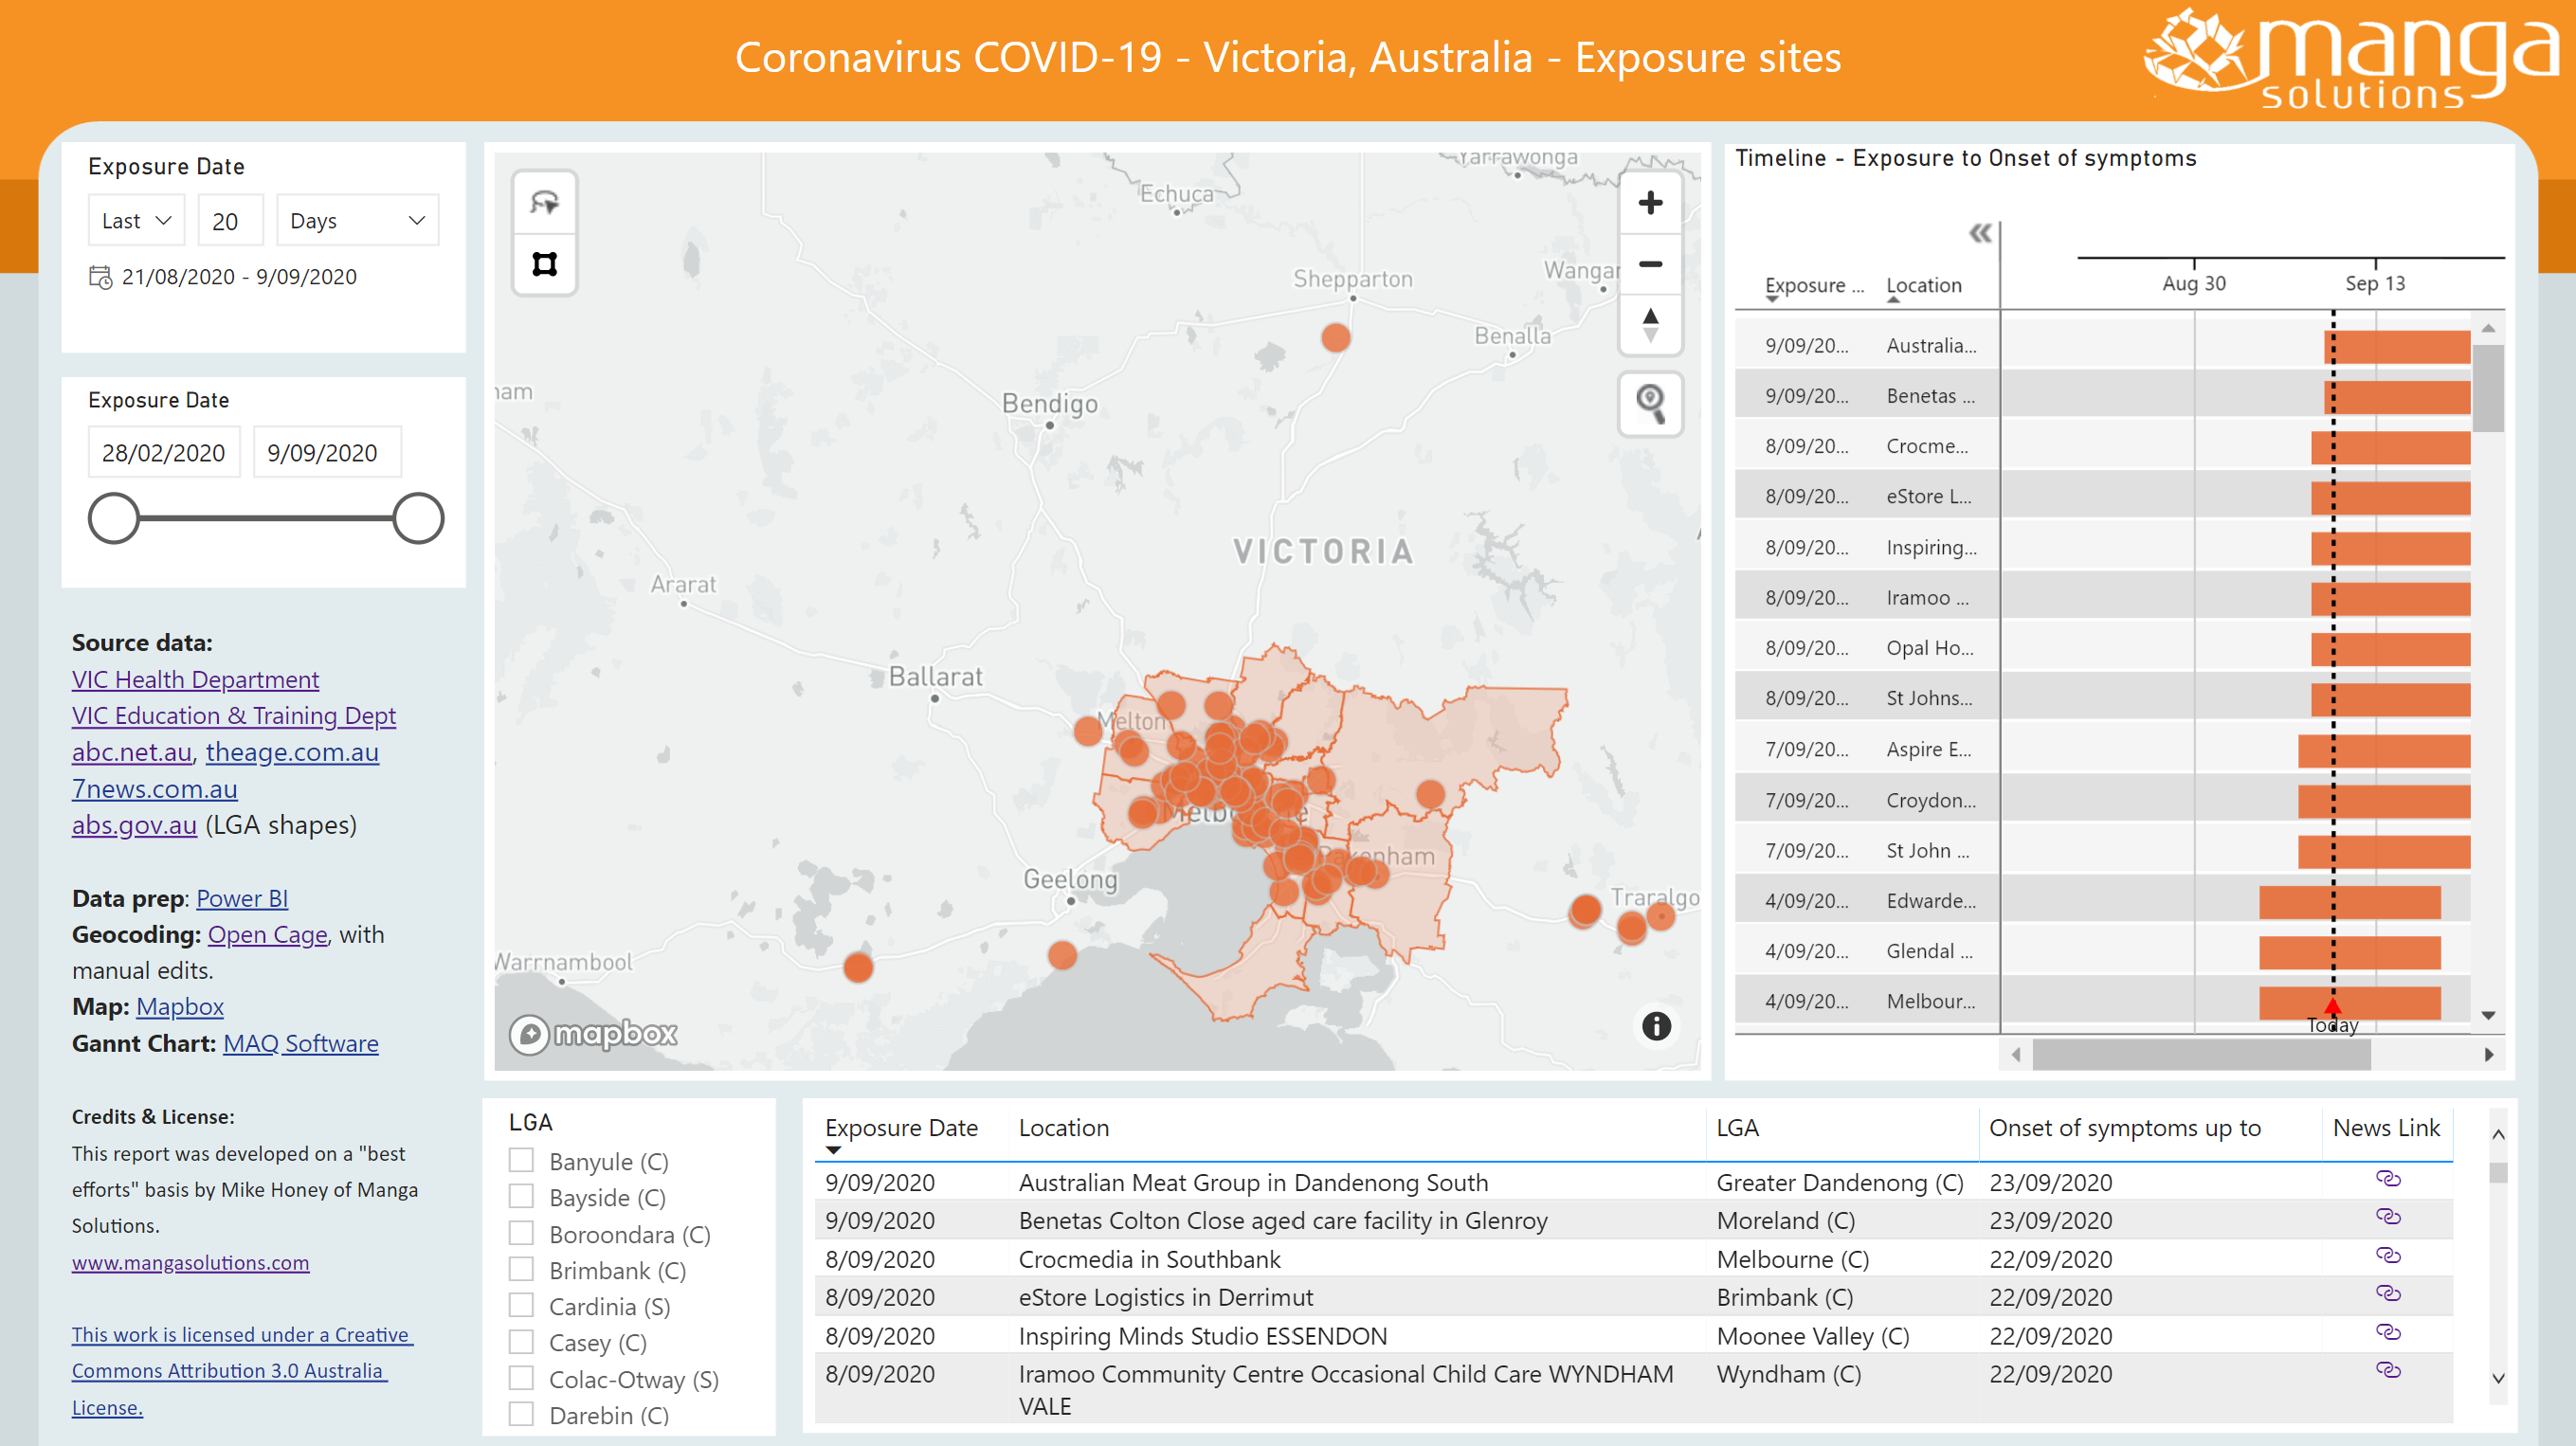 Coronavirus COVID-19 - Victoria, Australia - Exposure sites
manga
solutions
Exposure Date
Last 20 Days
21/08/2020 - 9/09/2020
Exposure Date
28/02/2020 9/09/2020
Source data:
VIC Health Department
VIC Education & Training Dept
abc.net.au, theage.com.au
7news.com.au
abs.gov.au (LGA shapes)
Data prep: Power BI
Geocoding: Open Cage, with
manual edits.
Map: Mapbox
Gannt Chart: MAQ Software
Credits & License:
This report was developed on a "best
efforts" basis by Mike Honey of Manga
Solutions.
www.mangasolutions.com
This work is licensed under a Creative
Commons Attribution 3.0 Australia
License.
Yarrawonga
Echuca
Shepparton
Wangar
Benalla
ham
Bendigo
VICTORIA
Ararat
Ballarat
Melton
Melb e
Pakenham
Geelong
Traralgo
Warrnambool
mapbox
Timeline - Exposure to Onset of symptoms
Aug 30 Sep 13
Exposure ... Location
9/09/20... Australia...
9/09/20... Benetas ...
8/09/20... Crocme...
8/09/20... eStore L...
8/09/20... Inspiring...
8/09/20... Iramoo ...
8/09/20... Opal Ho...
8/09/20... St Johns...
7/09/20... Aspire E...
7/09/20... Croydon...
7/09/20... St John ...
4/09/20... Edwarde...
4/09/20... Glendal ...
4/09/20... Melbour...
Today
LGA
Banyule (C)
Bayside (C)
Boroondara (C)
Brimbank (C)
Cardinia (S)
Casey (C)
Colac-Otway (S)
Darebin (C)
Exposure Date Location LGA Onset of symptoms up to News Link
9/09/2020 Australian Meat Group in Dandenong South Greater Dandenong (C) 23/09/2020
9/09/2020 Benetas Colton Close aged care facility in Glenroy Moreland (C) 23/09/2020
8/09/2020 Crocmedia in Southbank Melbourne (C) 22/09/2020
8/09/2020 eStore Logistics in Derrimut Brimbank (C) 22/09/2020
8/09/2020 Inspiring Minds Studio ESSENDON Moonee Valley (C) 22/09/2020
8/09/2020 Iramoo Community Centre Occasional Child Care WYNDHAM Wyndham (C) 22/09/2020
VALE